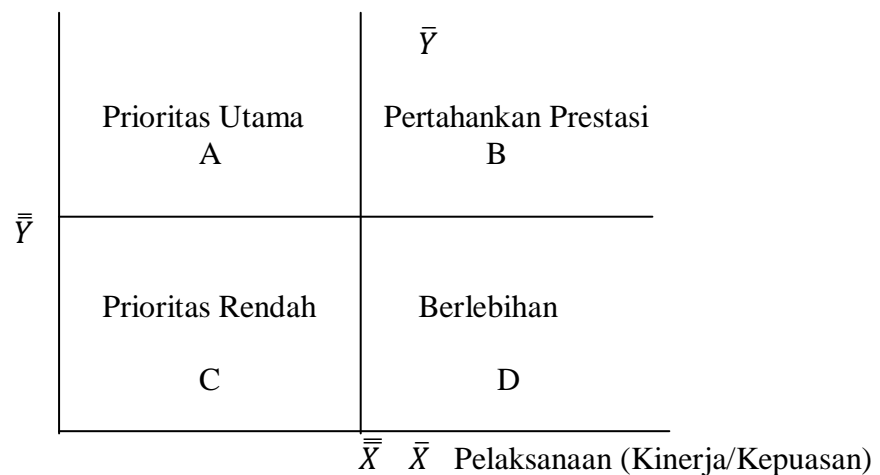 Y̅
Prioritas Utama Pertahankan Prestasi
A B
Y̿
Prioritas Rendah Berlebihan
C D
X̿ X̅ Pelaksanaan (Kinerja/Kepuasan)